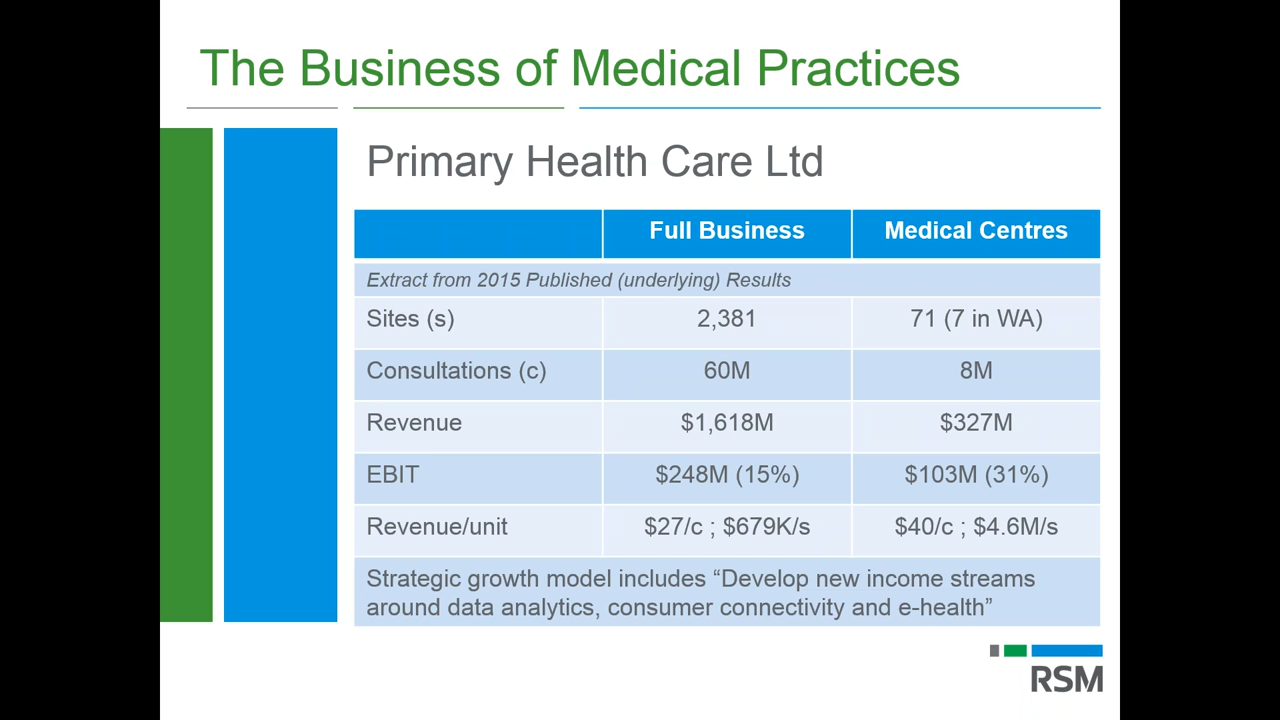 The Business of Medical Practices
Primary Health Care Ltd
Full Business Medical Centres
Extract from 2015 Published (underlying) Results
Sites (s) 2,381 71 (7 in WA)
Consultations (c) 60M 8M
Revenue $1,618M $327M
EBIT $248M (15%) $103M (31%)
Revenue/unit $27/c ; $679K/s $40/c ; $4.6M/s
Strategic growth model includes “Develop new income streams
around data analytics, consumer connectivity and e-health”
RSM